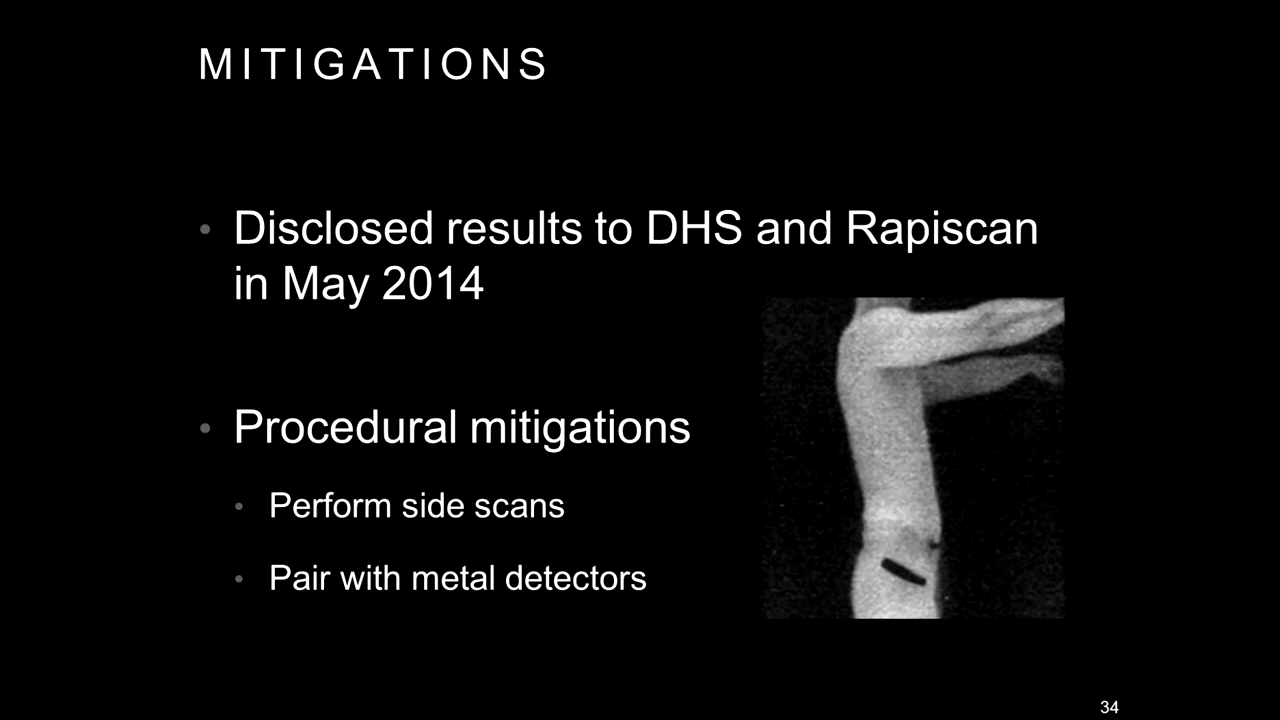 MITIGATIONS
• Disclosed results to DHS and Rapiscan
in May 2014
• Procedural mitigations
• Perform side scans
• Pair with metal detectors
34